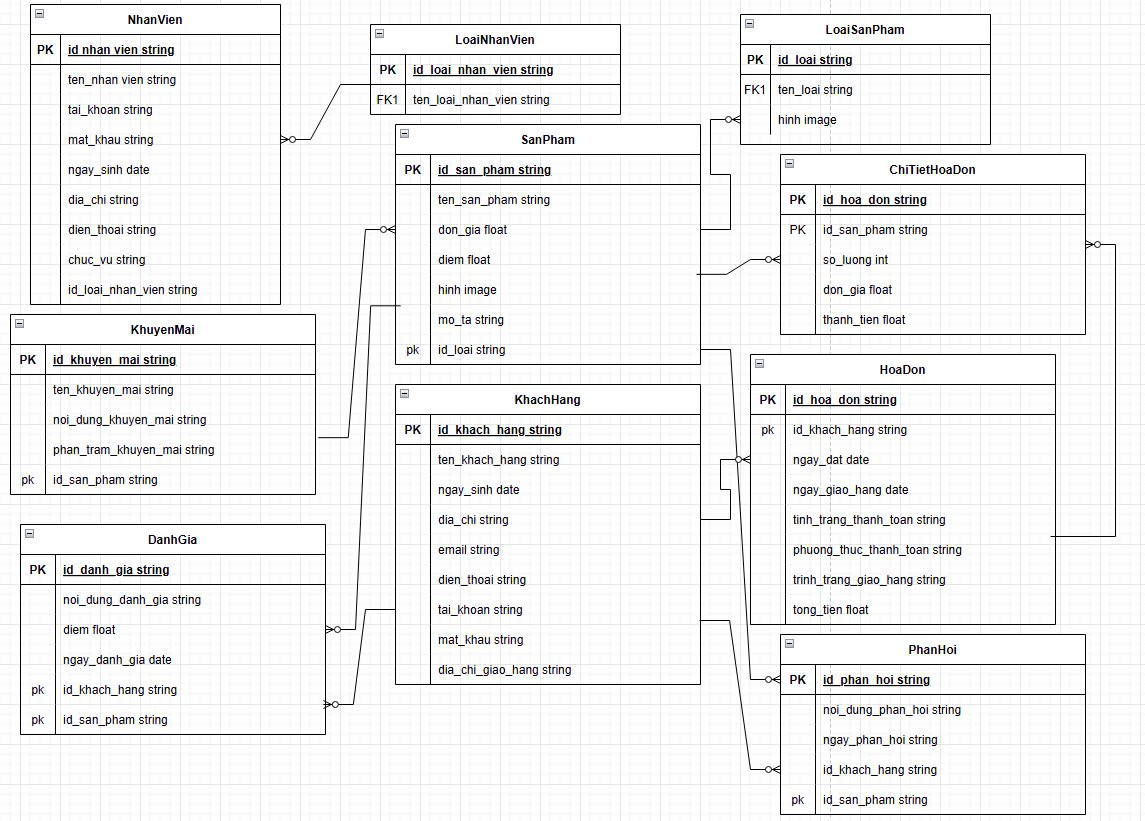 NhanVien
PK id nhan vien string
ten_nhan vien string
tai_khoan string
mat_khau string
ngay_sinh date
dia_chi string
dien_thoai string
chuc_vu string
id_loai_nhan_vien string
LoaiNhanVien
PK id_loai_nhan_vien string
FK1 ten_loai_nhan_vien string
LoaiSanPham
PK id_loai string
FK1 ten_loai string
hinh image
SanPham
PK id_san_pham string
ten_san_pham string
don_gia float
diem float
hinh image
mo_ta string
pk id_loai string
ChiTietHoaDon
PK id_hoa_don string
PK id_san_pham string
so_luong int
don_gia float
thanh_tien float
KhuyenMai
PK id_khuyen_mai string
ten_khuyen_mai string
noi_dung_khuyen_mai string
phan_tram_khuyen_mai string
pk id_san_pham string
KhachHang
PK id_khach_hang string
ten_khach_hang string
ngay_sinh date
dia_chi string
email string
dien_thoai string
tai_khoan string
mat_khau string
dia_chi_giao_hang string
HoaDon
PK id_hoa_don string
pk id_khach_hang string
ngay_dat date
ngay_giao_hang date
tinh_trang_thanh_toan string
phuong_thuc_thanh_toan string
trinh_trang_giao_hang string
tong_tien float
DanhGia
PK id_danh_gia string
noi_dung_danh_gia string
diem float
ngay_danh_gia date
pk id_khach_hang string
pk id_san_pham string
PhanHoi
PK id_phan_hoi string
noi_dung_phan_hoi string
ngay_phan_hoi string
id_khach_hang string
pk id_san_pham string